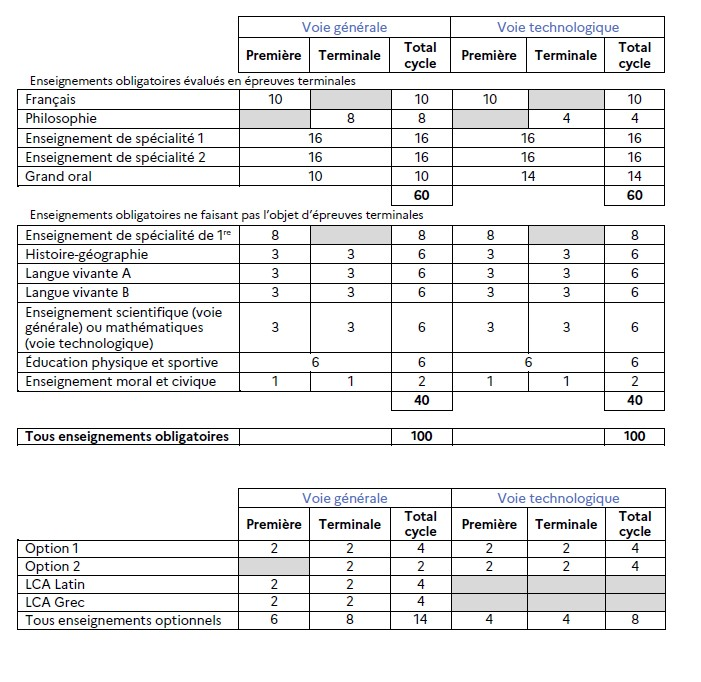 Voie générale Voie technologique
Première Terminale Total cycle Première Terminale Total cycle
Enseignements obligatoires évalués en épreuves terminales
Français 10 10 10 10
Philosophie 8 8 4 4
Enseignement de spécialité 1 16 16 16 16
Enseignement de spécialité 2 16 16 16 16
Grand oral 10 10 14 14
60 60
Enseignements obligatoires ne faisant pas l'objet d'épreuves terminales
Enseignement de spécialité de 1re 8 8 8 8
Histoire-géographie 3 3 6 3 3 6
Langue vivante A 3 3 6 3 3 6
Langue vivante B 3 3 6 3 3 6
Enseignement scientifique (voie
générale) ou mathématiques 3 3 6 3 3 6
(voie technologique)
Éducation physique et sportive 6 6 6 6
Enseignement moral et civique 1 1 2 1 1 2
40 40
Tous enseignements obligatoires 100 100
Voie générale Voie technologique
Première Terminale Total cycle Première Terminale Total cycle
Option 1 2 2 4 2 2 4
Option 2 2 2 2 2 4
LCA Latin 2 2 4
LCA Grec 2 2 4
Tous enseignements optionnels 6 8 14 4 4 8